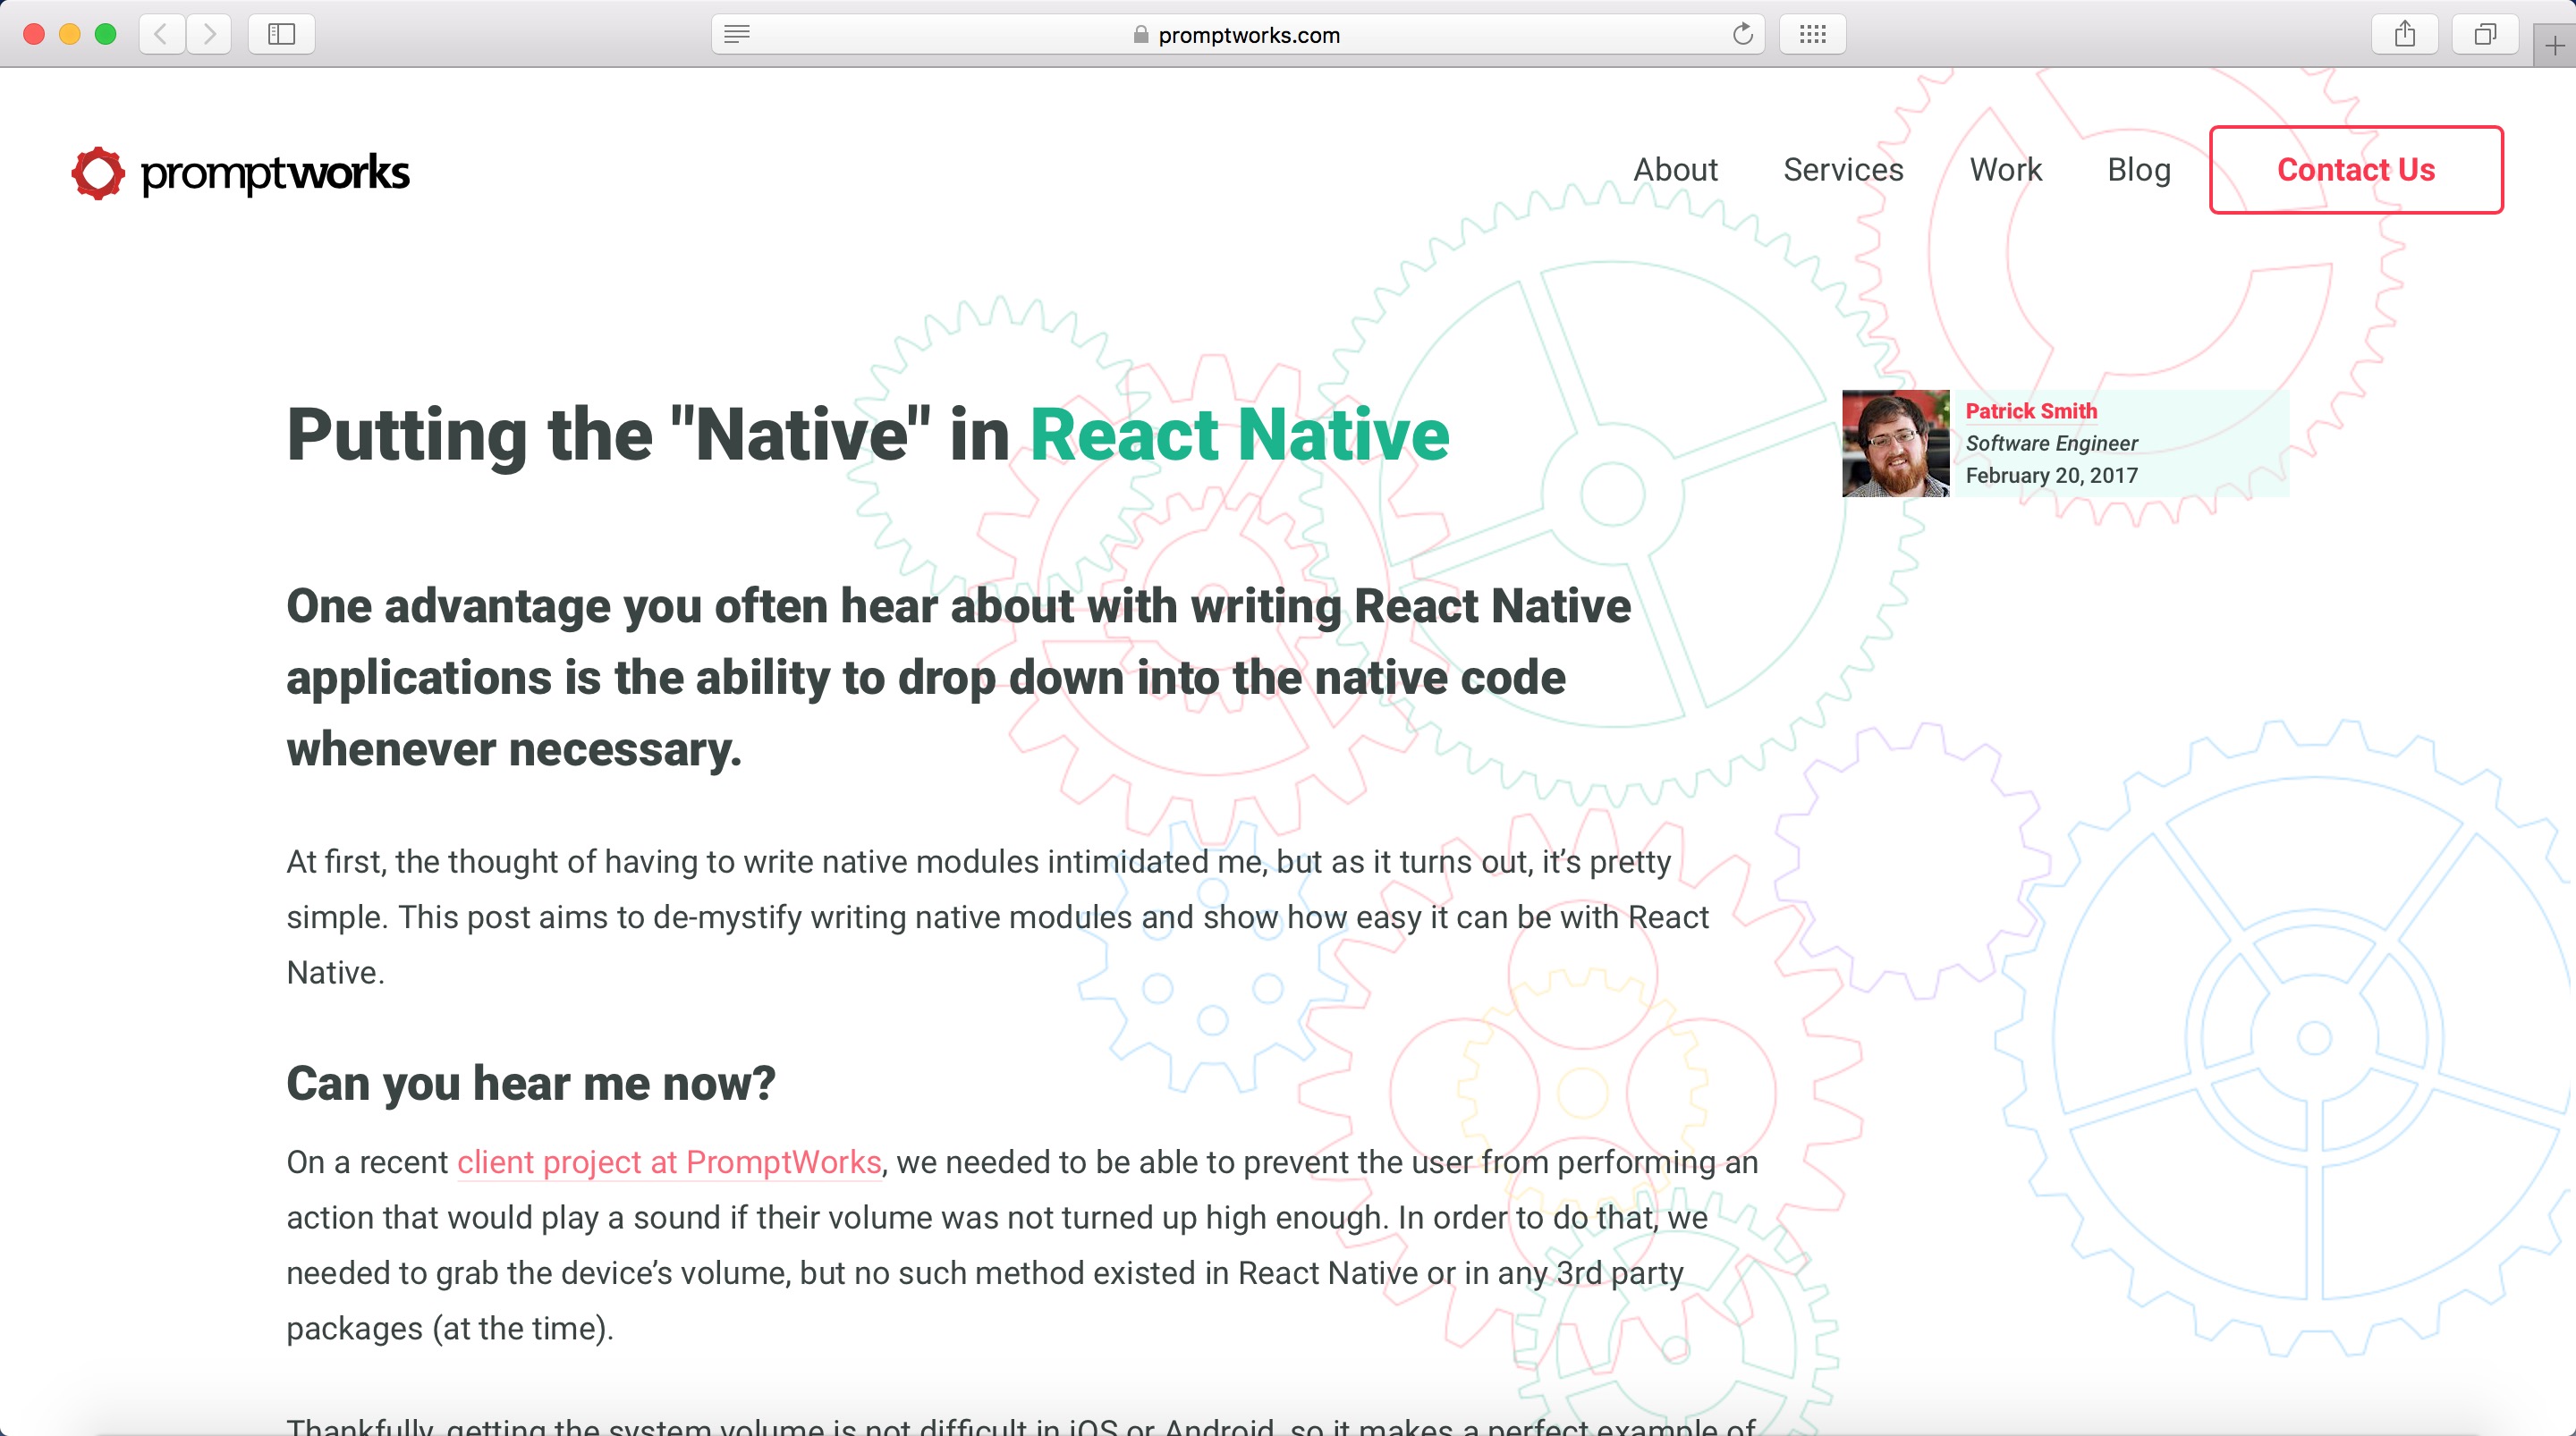 promptworks.com
promptworks
About Services Work Blog Contact Us
Putting the "Native" in React Native
Patrick Smith
Software Engineer
February 20, 2017
One advantage you often hear about with writing React Native
applications is the ability to drop down into the native code
whenever necessary.
At first, the thought of having to write native modules intimidated me, but as it turns out, it’s pretty
simple. This post aims to de-mystify writing native modules and show how easy it can be with React
Native.
Can you hear me now?
On a recent client project at PromptWorks, we needed to be able to prevent the user from performing an
action that would play a sound if their volume was not turned up high enough. In order to do that, we
needed to grab the device’s volume, but no such method existed in React Native or in any 3rd party
packages (at the time).
Thankfully, getting the system volume is not difficult in iOS or Android, so it makes a perfect example of